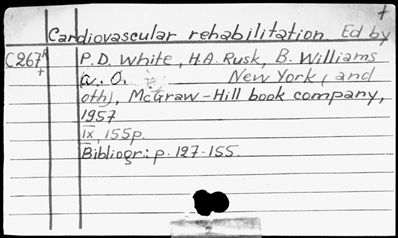 +
Cardiovascular rehabilitation. Ed by
C267 P.D. White, H.A. Rusk, B. Williams
+ a. o. New York, and
oth), McGraw-Hill book company,
1957
IX, 155p.
Bibliogr.: p. 127-155.